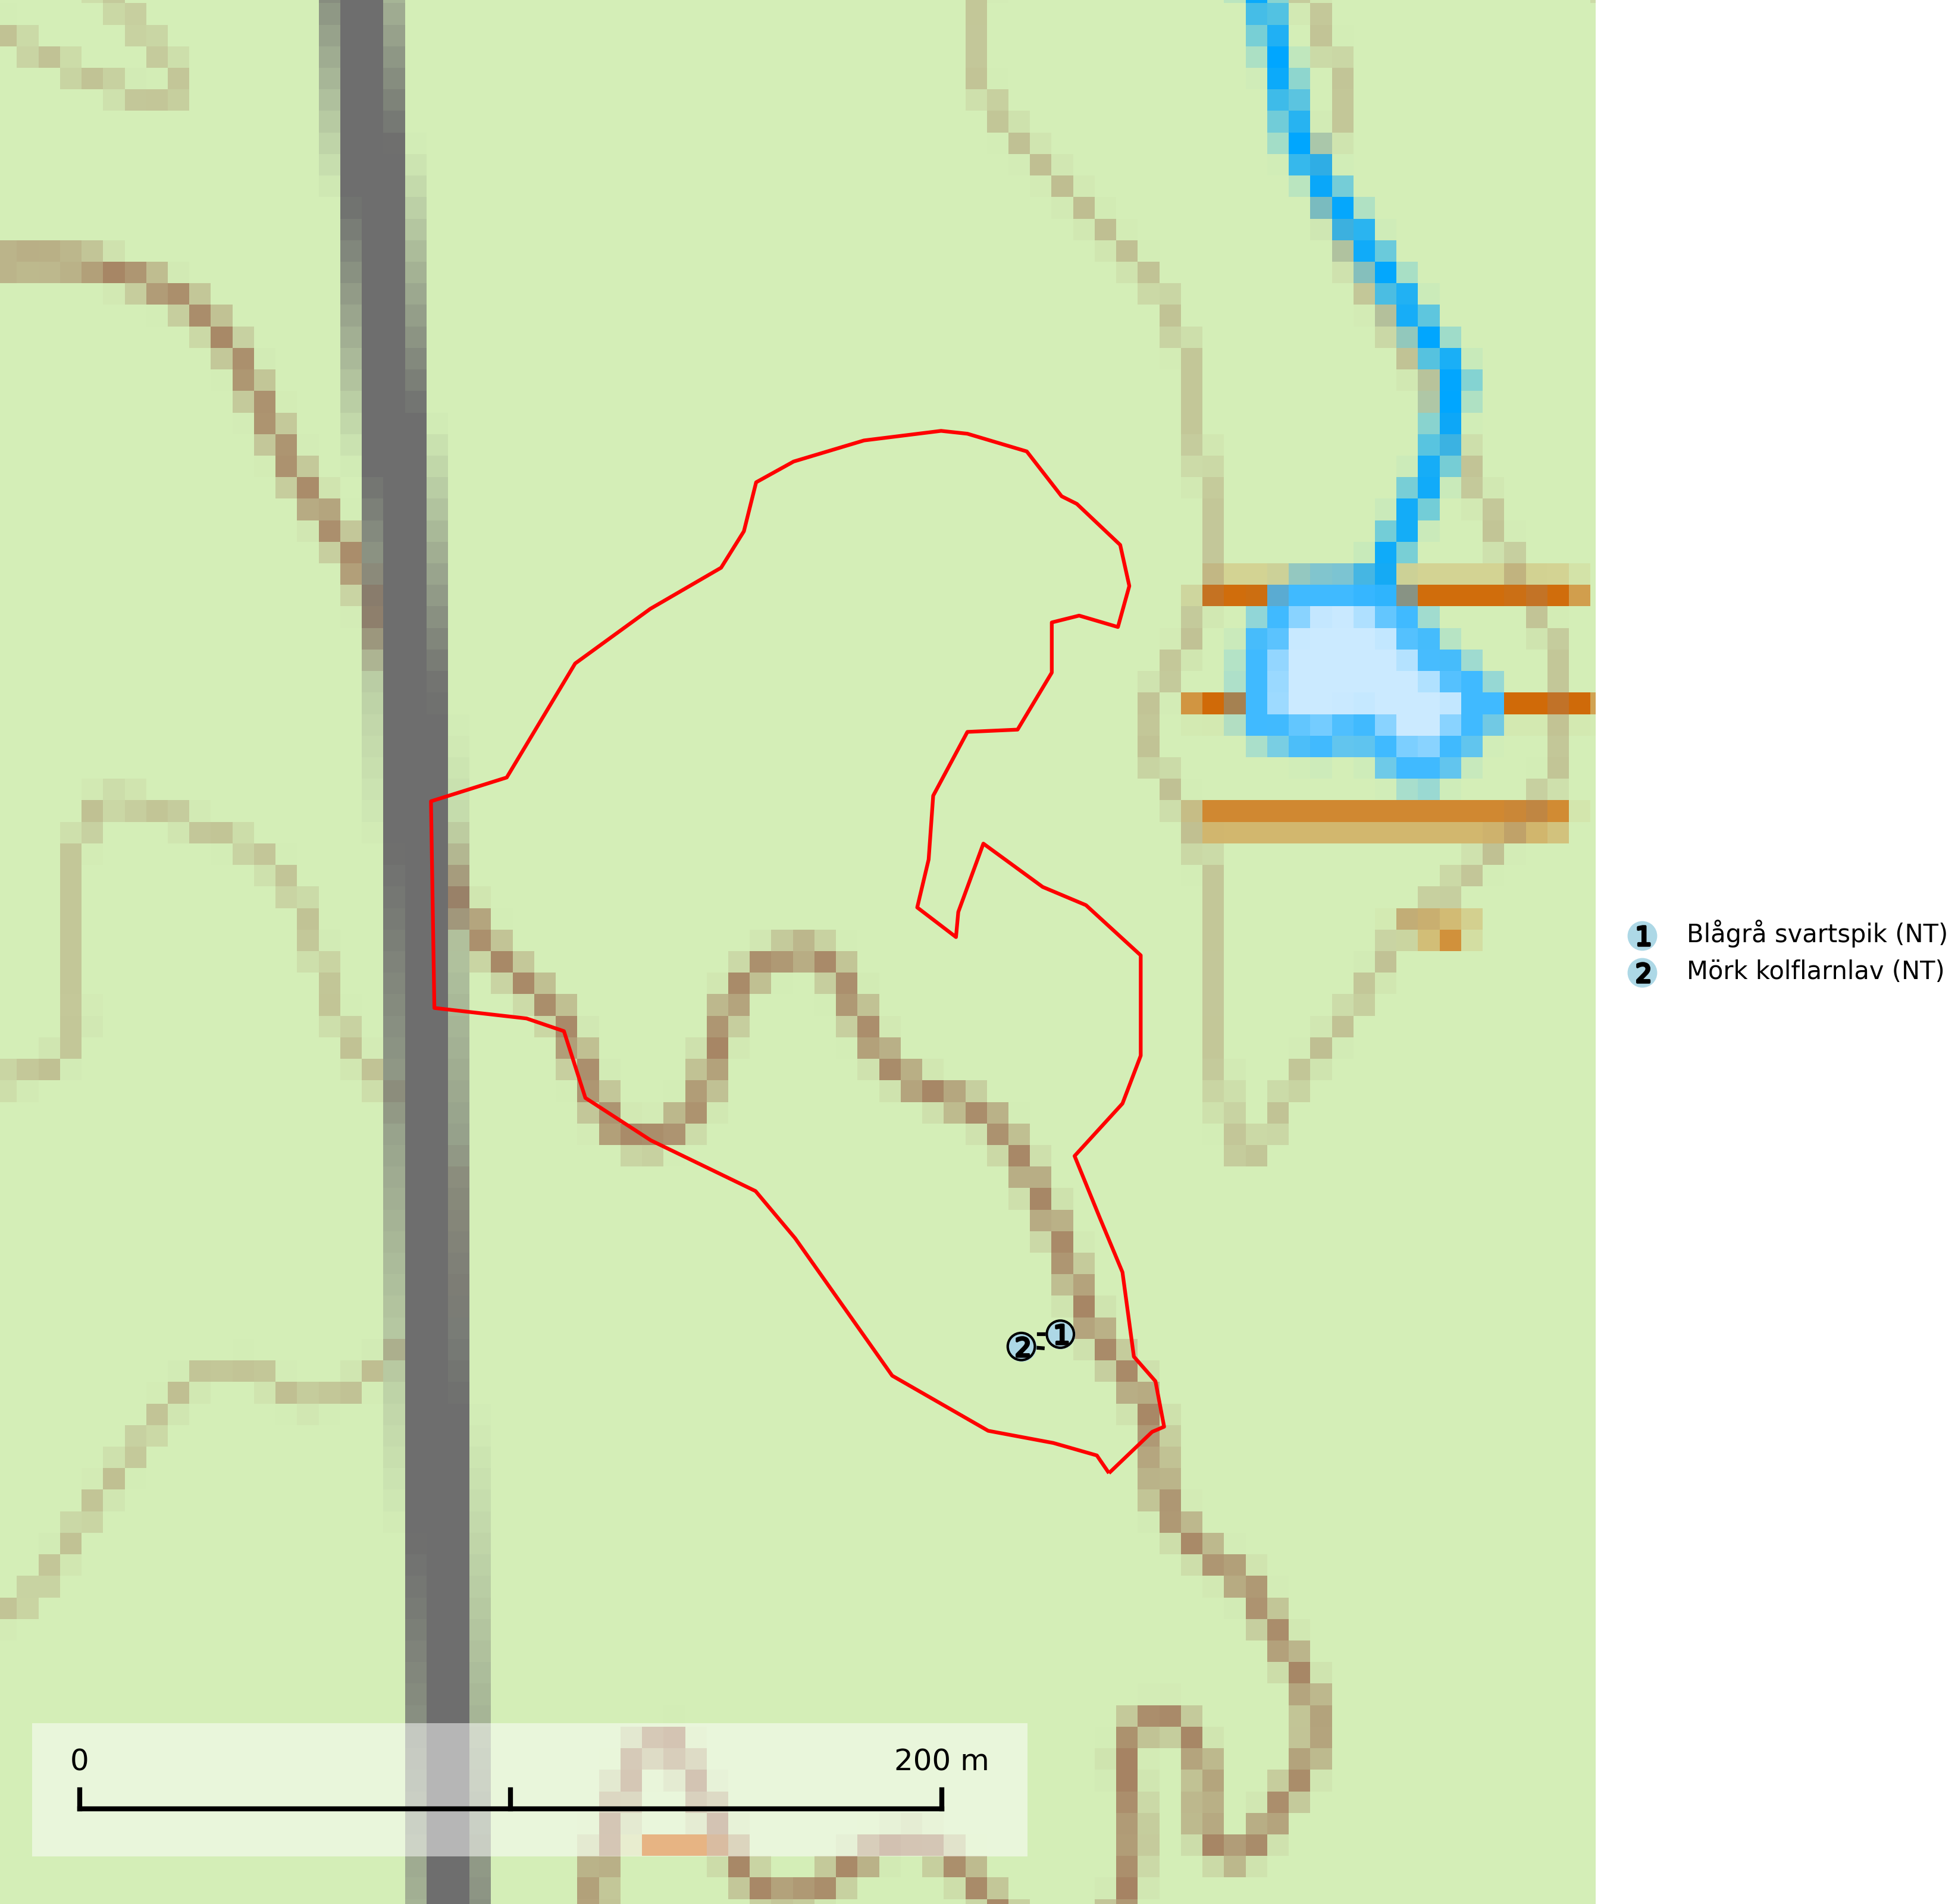 1 Blågrå svartspik (NT)
2 Mörk kolflarnlav (NT)
1
2
0 200 m